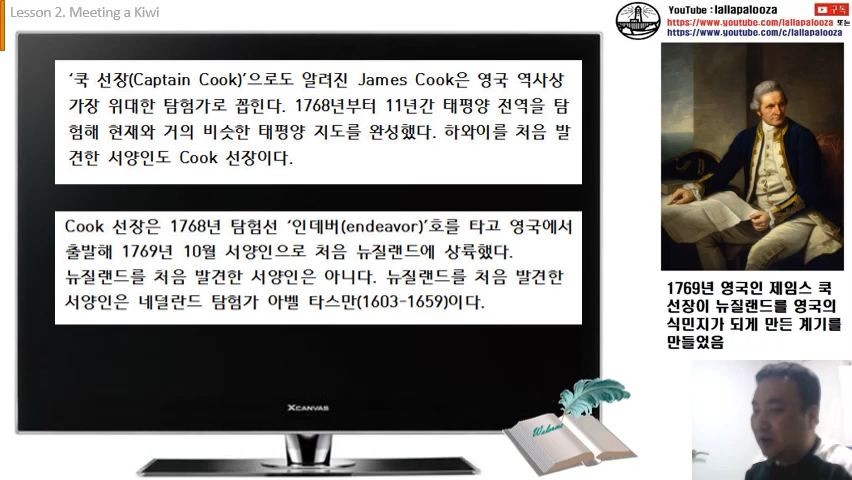 Lesson 2. Meeting a Kiwi
YouTube : lallapalooza 구독
https://www.youtube.com/lallapalooza 또는
https://www.youtube.com/c/lallapalooza
'쿡 선장(Captain Cook)'으로도 알려진 James Cook은 영국 역사상
가장 위대한 탐험가로 꼽힌다. 1768년부터 11년간 태평양 전역을 탐
험해 현재와 거의 비슷한 태평양 지도를 완성했다. 하와이를 처음 발
견한 서양인도 Cook 선장이다.
Cook 선장은 1768년 탐험선 '인데버(endeavor)'호를 타고 영국에서
출발해 1769년 10월 서양인으로 처음 뉴질랜드에 상륙했다.
뉴질랜드를 처음 발견한 서양인은 아니다. 뉴질랜드를 처음 발견한
서양인은 네덜란드 탐험가 아벨 타스만(1603-1659)이다.
1769년 영국인 제임스 쿡
선장이 뉴질랜드를 영국의
식민지가 되게 만든 계기를
만들었음
XCANVAS
Welcome